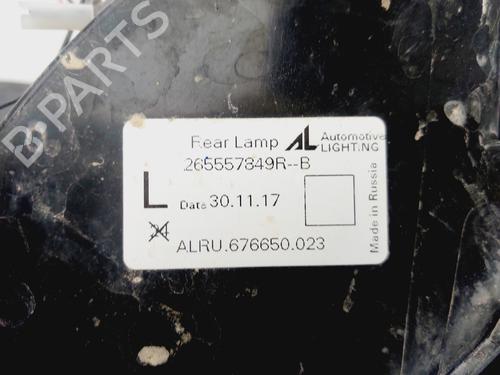 B PARTS
Rear Lamp AL Automotive
LIGHTING
265557849R--B
L
Date 30.11.17
ALRU.676650.023
Made in Russia